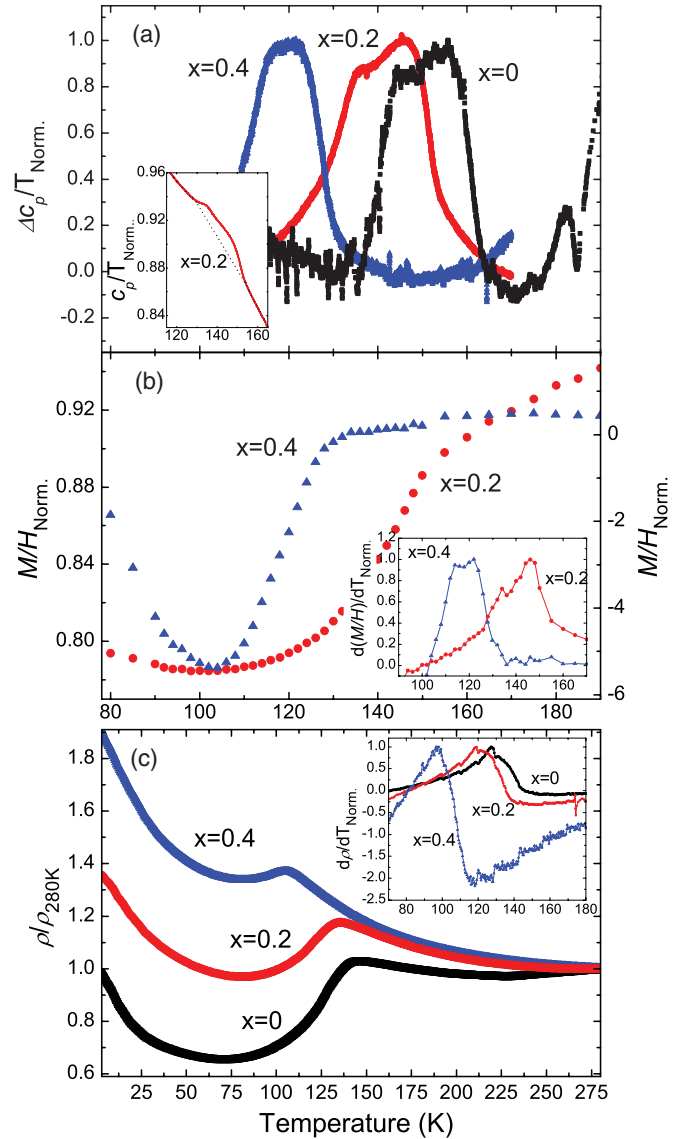 (a)
x=0.2
x=0.4
x=0
1.0
0.8
0.6
0.4
0.2
0.0
-0.2
Δc_p/T_Norm.
0.96
0.92
0.88
0.84
c_p/T_Norm.
x=0.2
120 140 160
(b)
0.92
0.88
0.84
0.80
M/H_Norm.
x=0.4
x=0.2
0
-2
-4
-6
M/H_Norm.
1.2
1.0
0.8
0.6
0.4
0.2
0.0
d(M/H)/dT_Norm.
x=0.4
x=0.2
100 120 140 160
80 100 120 140 160 180
(c)
1.8
1.6
1.4
1.2
1.0
0.8
0.6
ρ/ρ_280K
x=0.4
x=0.2
x=0
1.0
0.5
0.0
-0.5
-1.0
-1.5
-2.0
-2.5
dρ/dT_Norm.
x=0
x=0.2
x=0.4
80 100 120 140 160 180
25 50 75 100 125 150 175 200 225 250 275
Temperature (K)